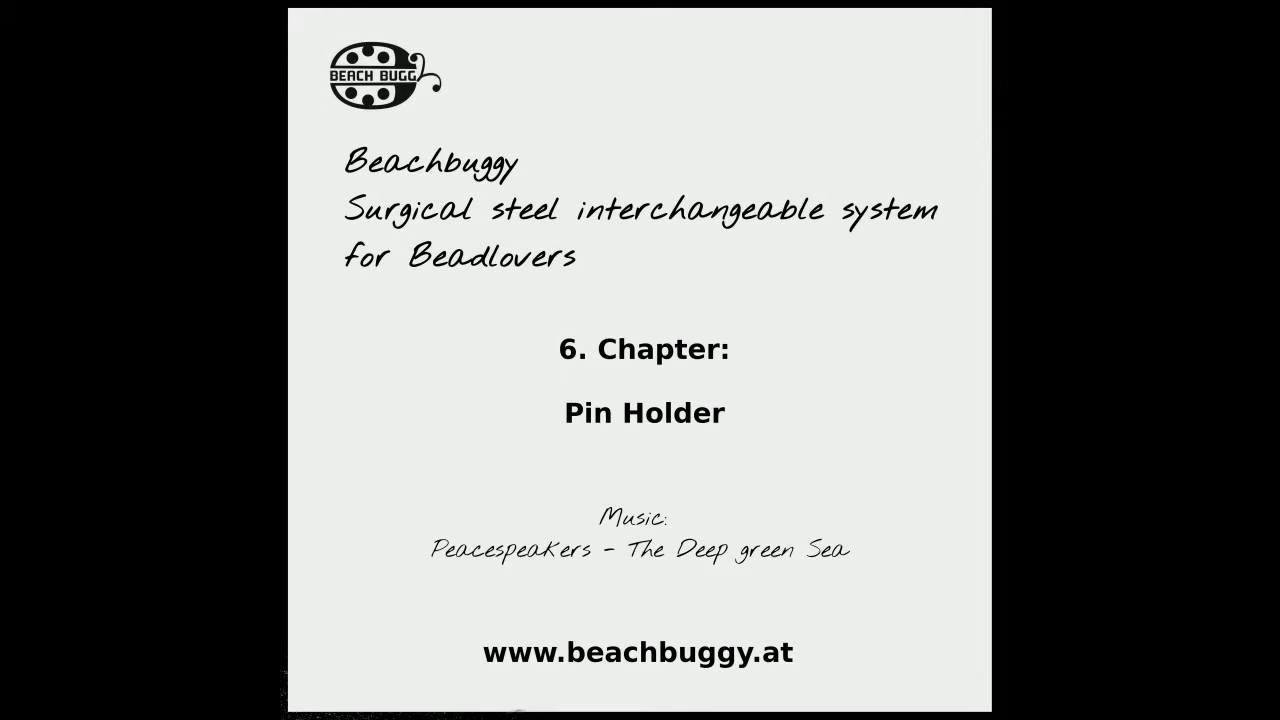 BEACH BUGG
Beachbuggy
Surgical steel interchangeable system
for Beadlovers
6. Chapter:
Pin Holder
Music:
Peacespeakers - The Deep green Sea
www.beachbuggy.at